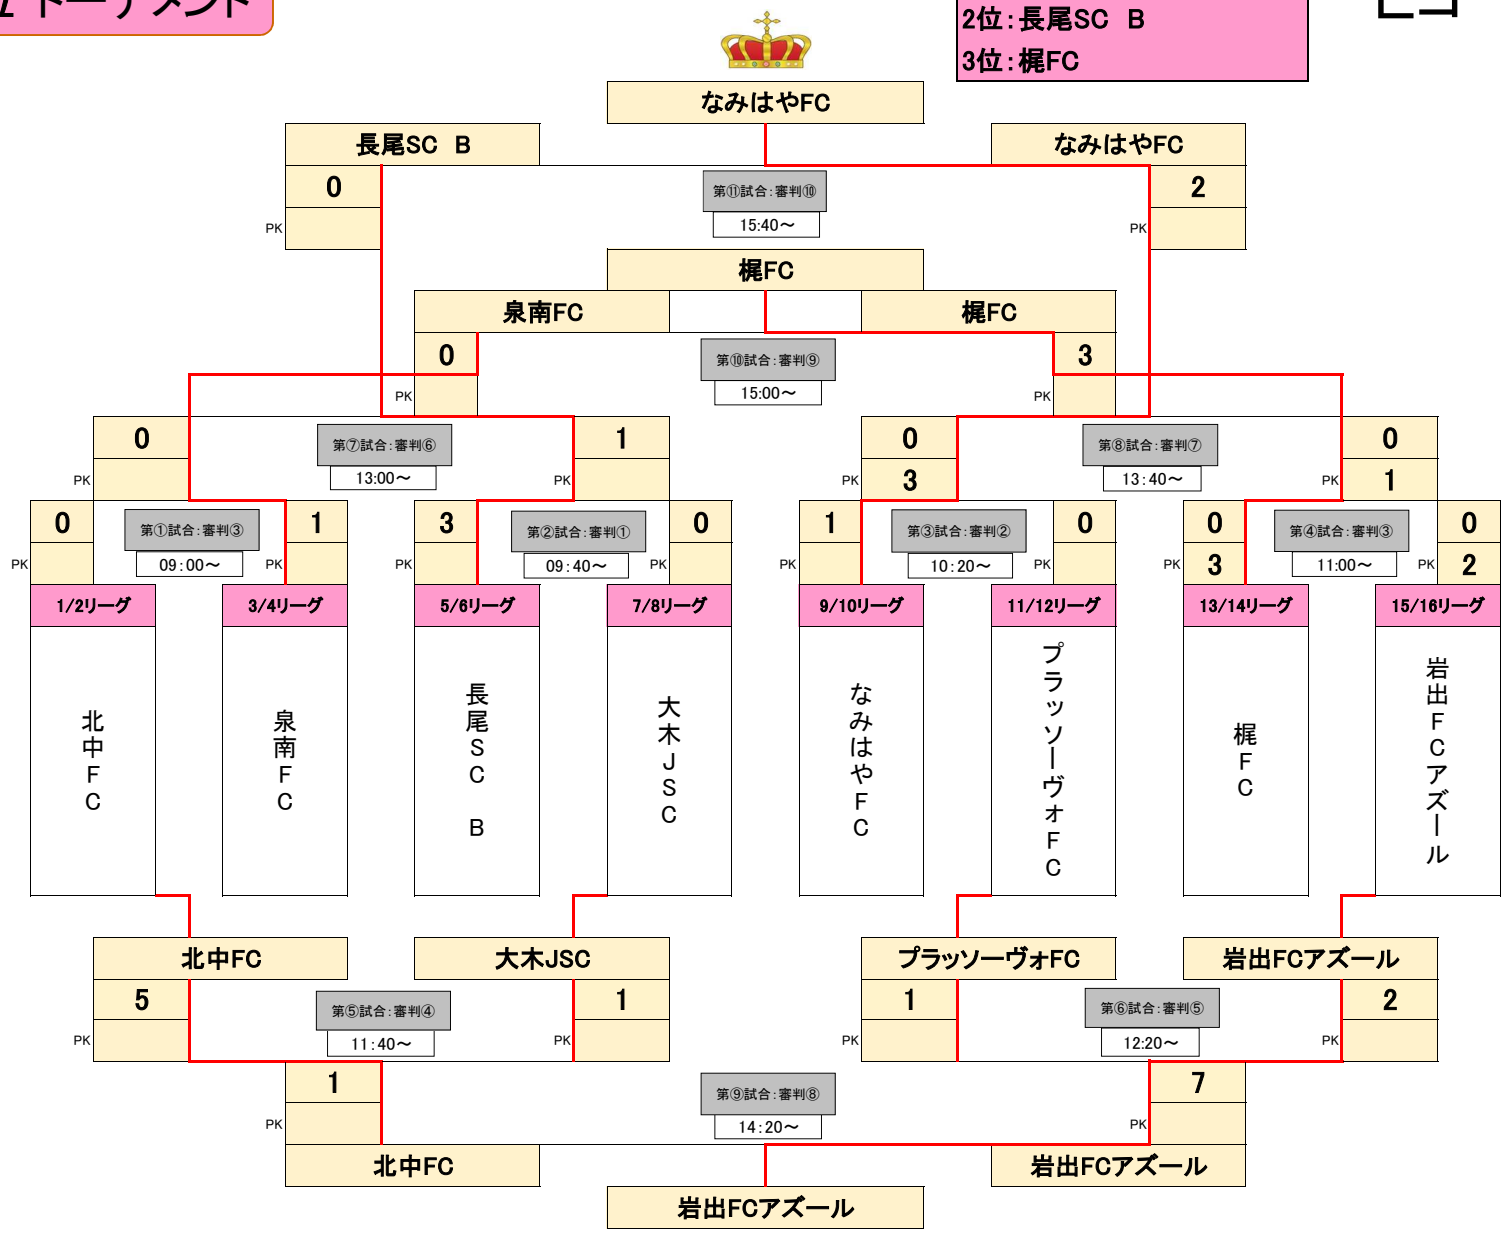 トーナメント
2位：長尾SC　B
3位：梶FC
なみはやFC
長尾SC　B
なみはやFC
0
第⑪試合：審判⑩
2
PK
15:40～
PK
梶FC
泉南FC
梶FC
0
第⑩試合：審判⑨
3
PK
15:00～
PK
0
第⑦試合：審判⑥
1
0
第⑧試合：審判⑦
0
PK
13:00～
PK
PK
3
13：40～
PK
1
0
第①試合：審判③
1
3
第②試合：審判①
0
1
第③試合：審判②
0
0
第④試合：審判③
0
PK
09：00～
PK
PK
09：40～
PK
PK
10：20～
PK
PK
3
11:00～
PK
2
1/2リーグ
3/4リーグ
5/6リーグ
7/8リーグ
9/10リーグ
11/12リーグ
13/14リーグ
15/16リーグ
北中FC
泉南FC
長尾SC　B
大木JSC
なみはやFC
プラッソーヴォFC
梶FC
岩出FCアズール
北中FC
大木JSC
プラッソーヴォFC
岩出FCアズール
5
第⑤試合：審判④
1
1
第⑥試合：審判⑤
2
PK
11：40～
PK
PK
12:20～
PK
1
第⑨試合：審判⑧
7
PK
14：20～
PK
北中FC
岩出FCアズール
岩出FCアズール